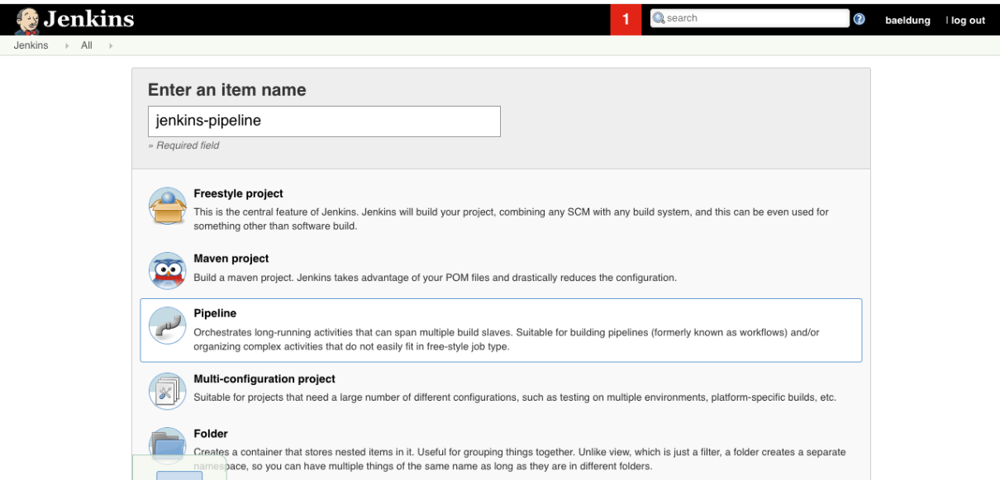 Jenkins
1
search
baeldung | log out
Jenkins All
Enter an item name
jenkins-pipeline
» Required field
Freestyle project
This is the central feature of Jenkins. Jenkins will build your project, combining any SCM with any build system, and this can be even used for
something other than software build.
Maven project
Build a maven project. Jenkins takes advantage of your POM files and drastically reduces the configuration.
Pipeline
Orchestrates long-running activities that can span multiple build slaves. Suitable for building pipelines (formerly known as workflows) and/or
organizing complex activities that do not easily fit in free-style job type.
Multi-configuration project
Suitable for projects that need a large number of different configurations, such as testing on multiple environments, platform-specific builds, etc.
Folder
Creates a container that stores nested items in it. Useful for grouping things together. Unlike view, which is just a filter, a folder creates a separate
namespace, so you can have multiple things of the same name as long as they are in different folders.